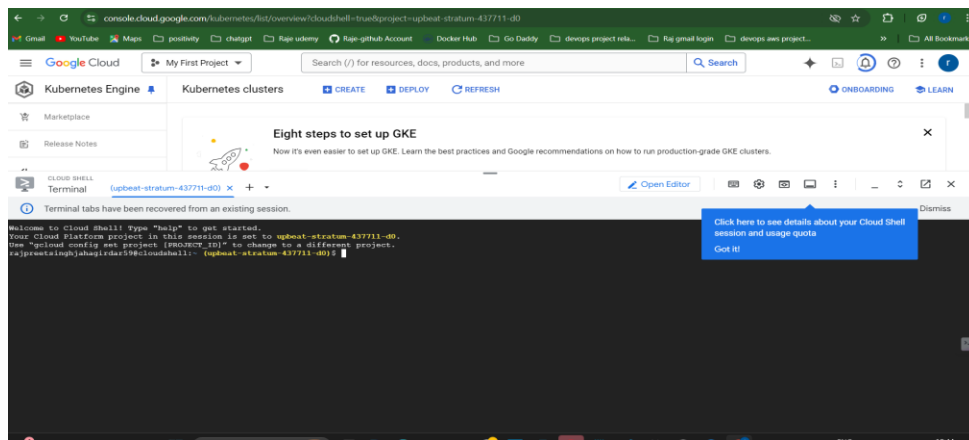 console.cloud.google.com/kubernetes/list/overview?cloudshell=true&project=upbeat-stratum-437711-d0
Gmail YouTube Maps positivity chatgpt Raje udemy Raje-github Account Docker Hub Go Daddy devops project rela... Raj gmail login devops aws project... » All Bookmark
Google Cloud My First Project Search (/) for resources, docs, products, and more Search r
Kubernetes Engine Kubernetes clusters CREATE DEPLOY REFRESH ONBOARDING LEARN
Marketplace
Eight steps to set up GKE
Release Notes
Now it's even easier to set up GKE. Learn the best practices and Google recommendations on how to run production-grade GKE clusters.
CLOUD SHELL
Terminal (upbeat-stratum-437711-d0) × + Open Editor
Terminal tabs have been recovered from an existing session. Dismiss
Welcome to Cloud Shell! Type "help" to get started.
Your Cloud Platform project in this session is set to upbeat-stratum-437711-d0.
Use "gcloud config set project [PROJECT_ID]" to change to a different project.
rajpreetsinghjahagirdar59@cloudshell:~ (upbeat-stratum-437711-d0)$
Click here to see details about your Cloud Shell
session and usage quota
Got it!